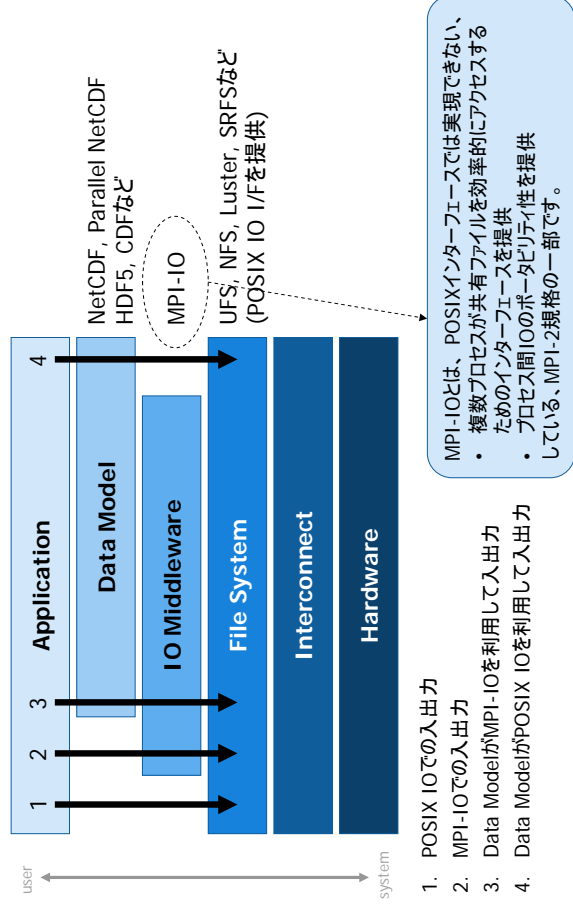 user
system
Application
1
2
3
4
Data Model
IO Middleware
File System
Interconnect
Hardware
NetCDF, Parallel NetCDF
HDF5, CDFなど
MPI-IO
UFS, NFS, Luster, SRFSなど
(POSIX IO I/Fを提供)
1. POSIX IOでの入出力
2. MPI-IOでの入出力
3. Data ModelがMPI-IOを利用して入出力
4. Data ModelがPOSIX IOを利用して入出力
MPI-IOとは、POSIXインターフェースでは実現できない、
• 複数プロセスが共有ファイルを効率的にアクセスする
ためのインターフェースを提供
• プロセス間IOのポータビリティ性を提供
している、MPI-2規格の一部です。